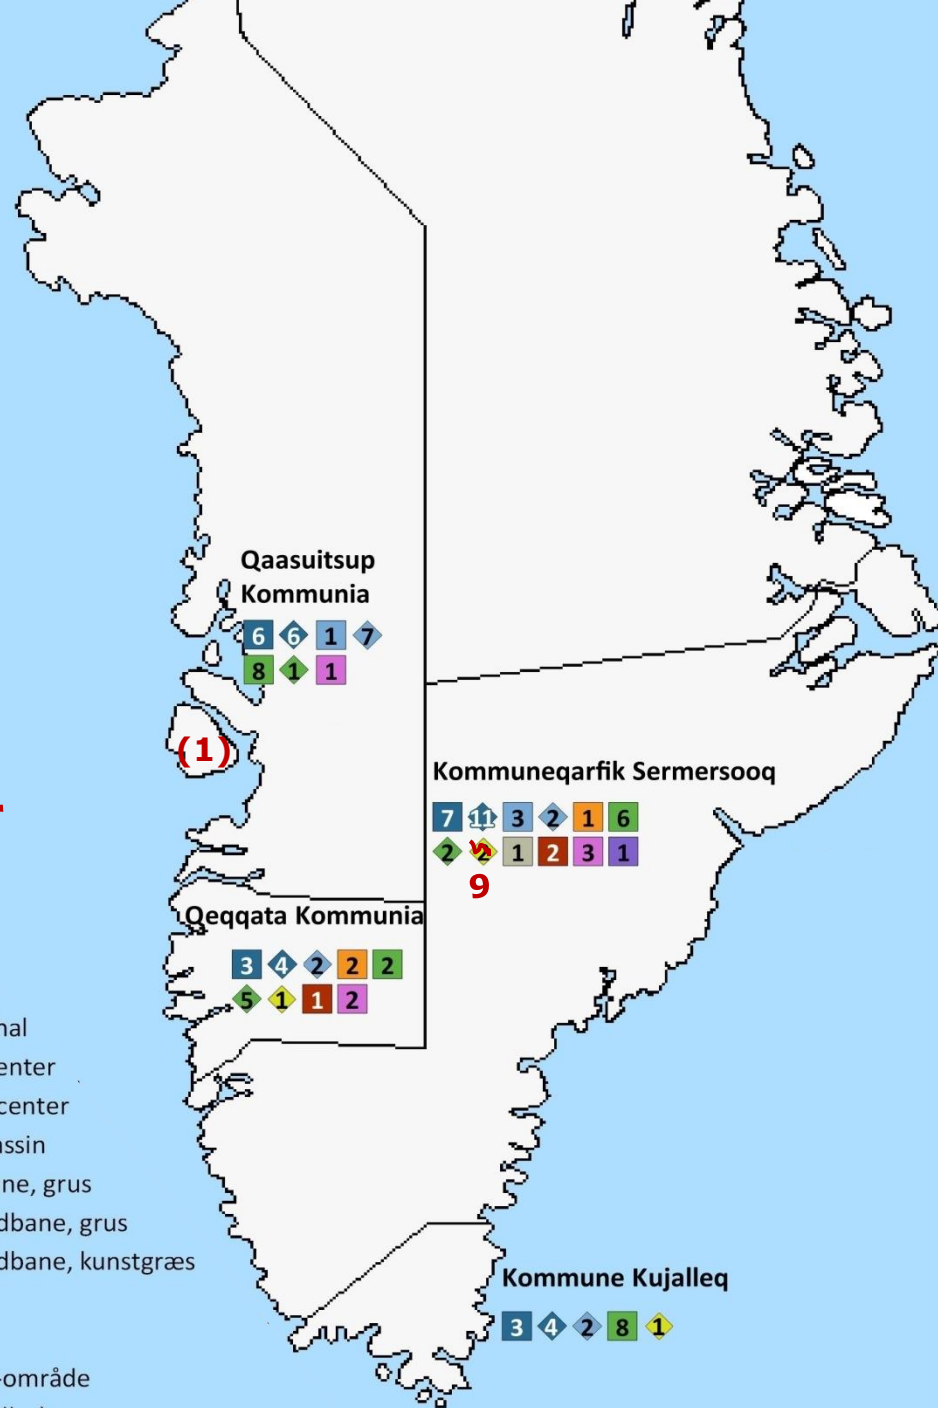 Qaasuitsup
Kommunia
6 6 1 7
8 1 1
(1)
Kommuneqarfik Sermersooq
7 11 3 2 1 6
2 2 1 2 3 1
9
Qeqqata Kommunia
3 4 2 2 2
5 1 1 2
nal
enter
center
assin
ne, grus
dbane, grus
dbane, kunstgræs
Kommune Kujalleq
3 4 2 8 1
-område